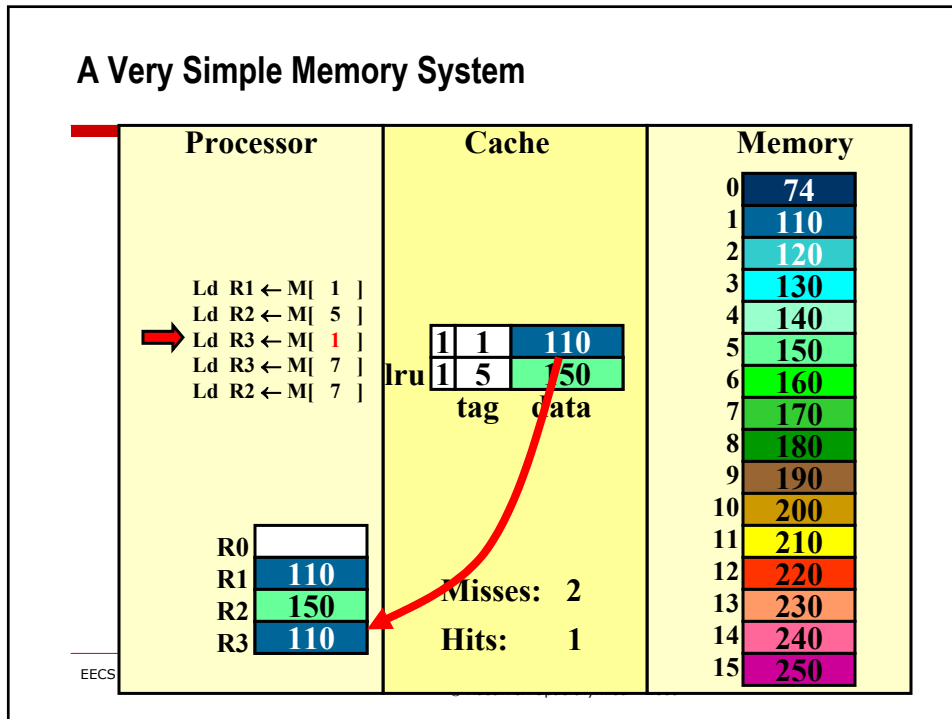 A Very Simple Memory System
Processor
Ld R1 ← M[ 1 ]
Ld R2 ← M[ 5 ]
Ld R3 ← M[ 1 ]
Ld R3 ← M[ 7 ]
Ld R2 ← M[ 7 ]
R0
R1 110
R2 150
R3 110
Cache
1 1 110
lru 1 5 150
tag data
Misses: 2
Hits: 1
Memory
0 74
1 110
2 120
3 130
4 140
5 150
6 160
7 170
8 180
9 190
10 200
11 210
12 220
13 230
14 240
15 250
EECS